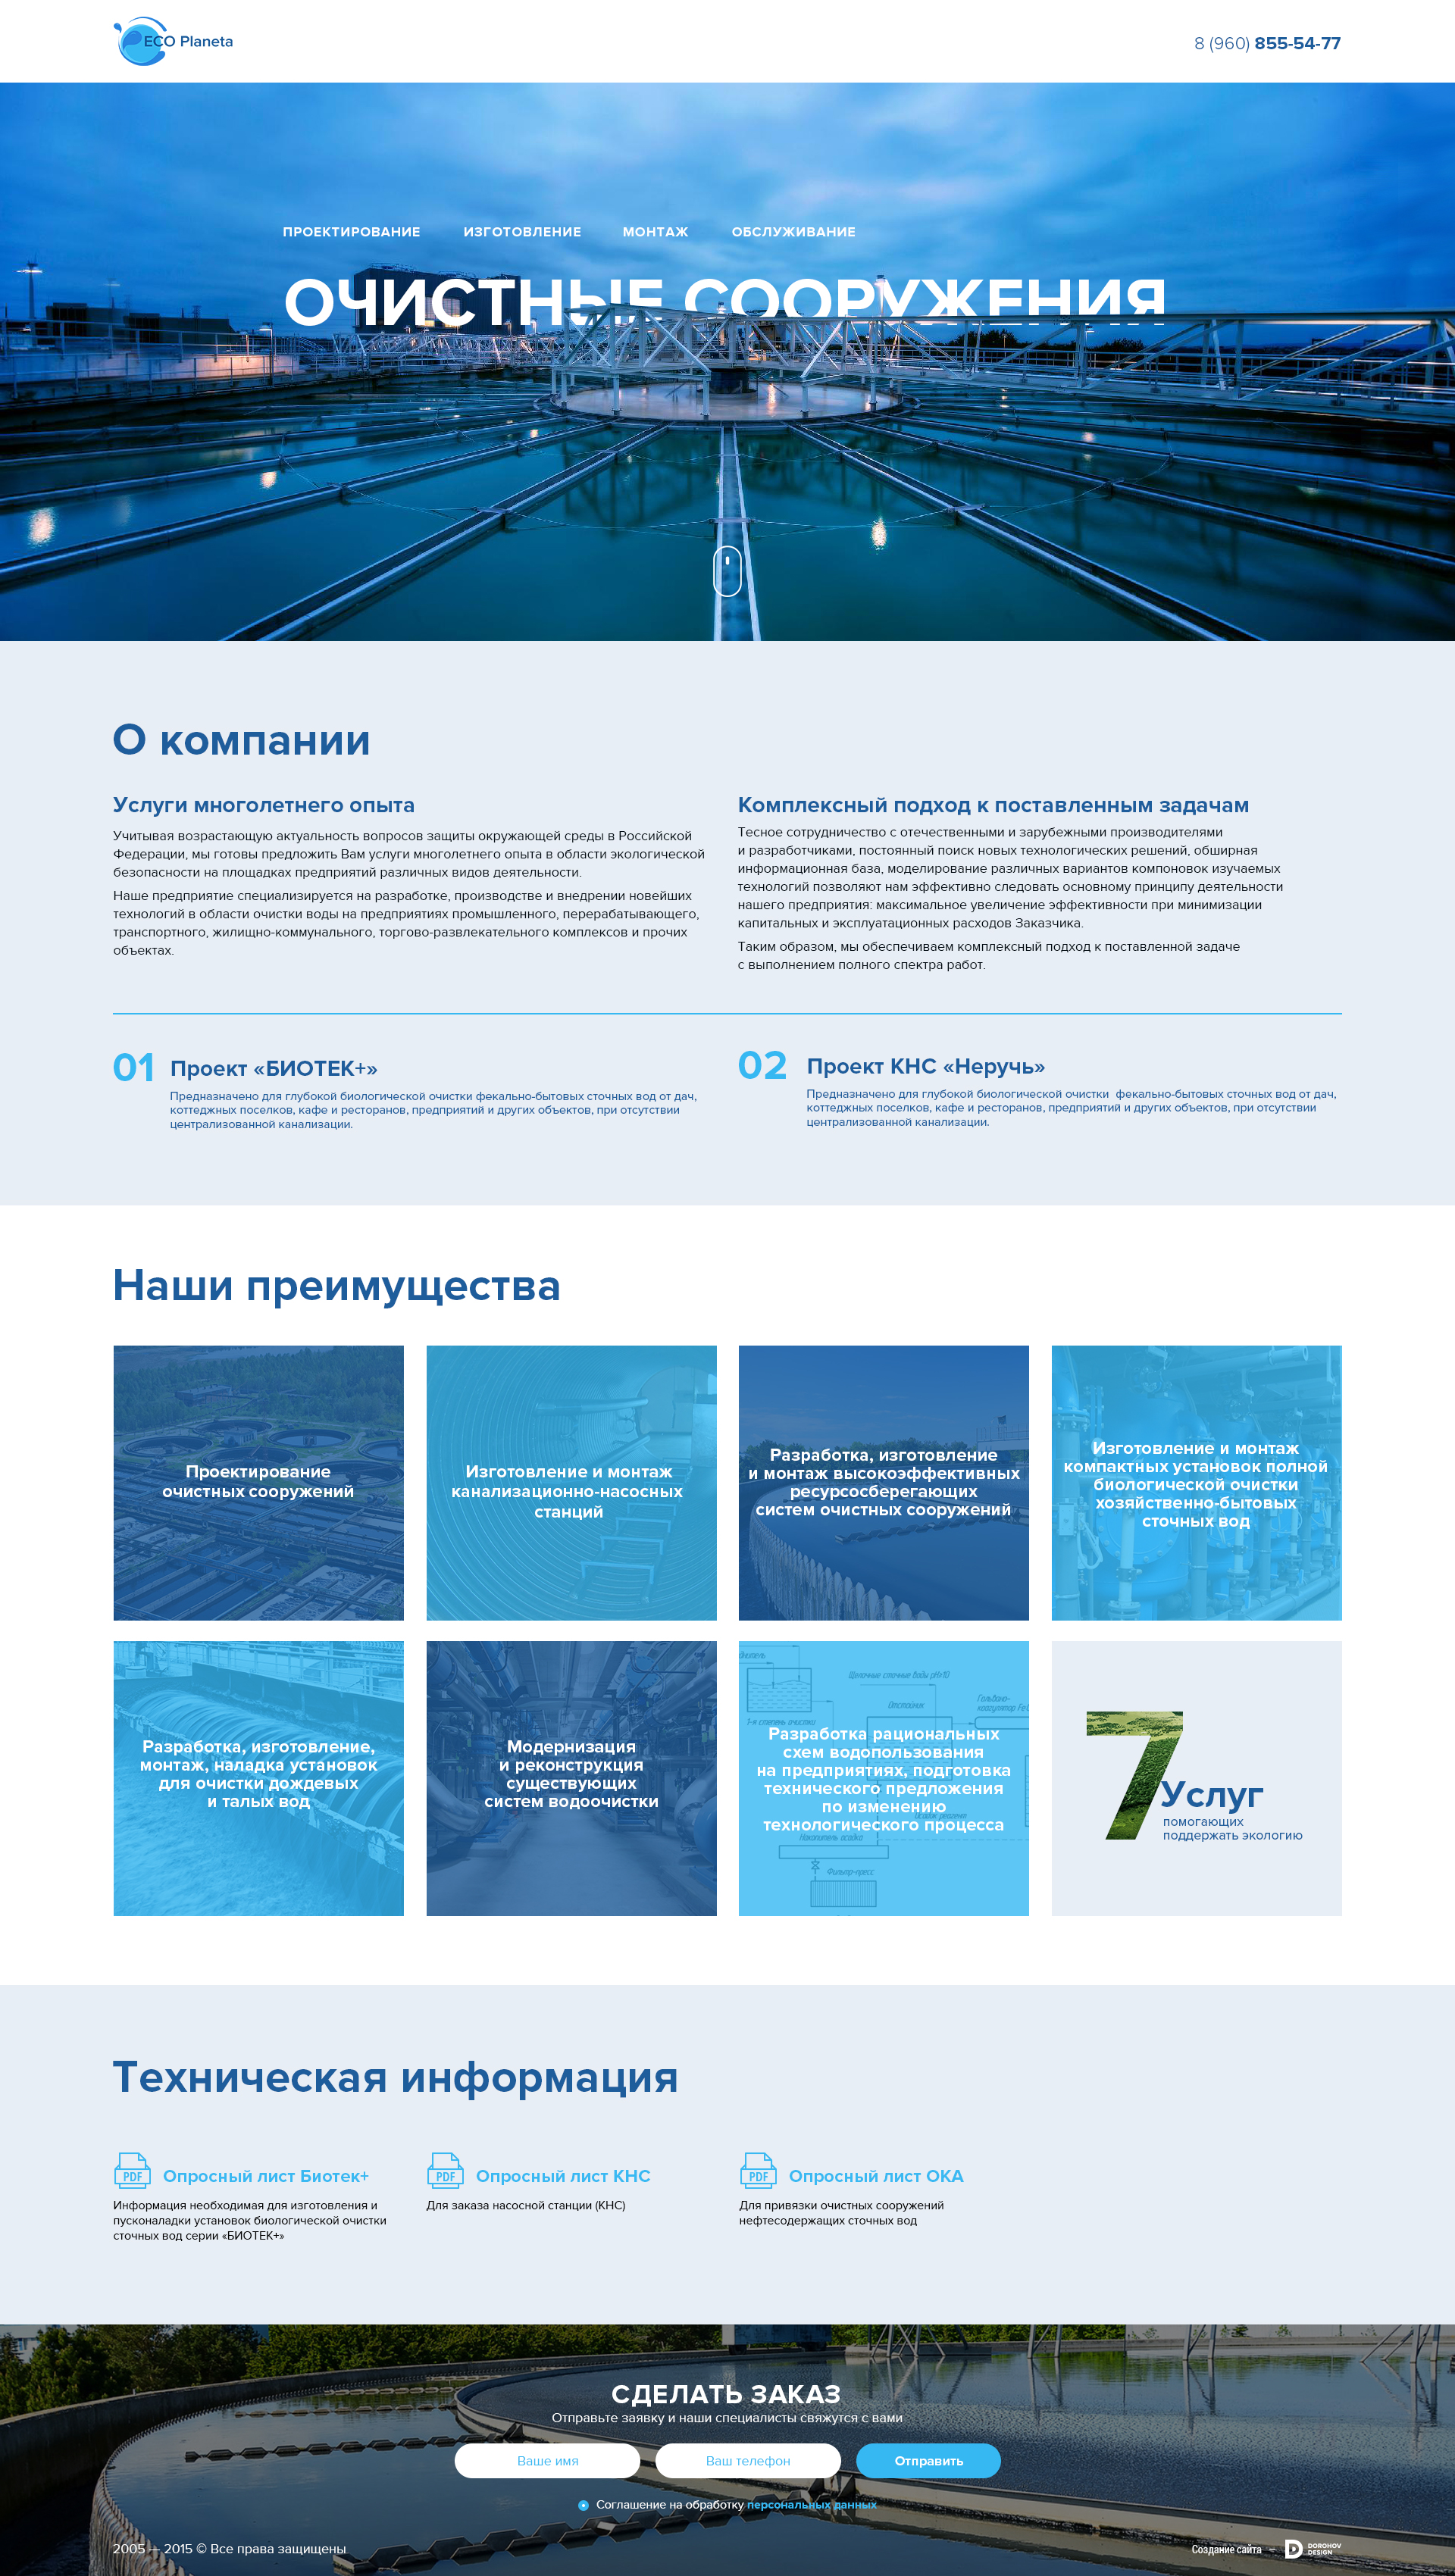 ECO Planeta
8 (960) 855-54-77
ПРОЕКТИРОВАНИЕ ИЗГОТОВЛЕНИЕ МОНТАЖ ОБСЛУЖИВАНИЕ
ОЧИСТНЫЕ СООРУЖЕНИЯ
О компании
Услуги многолетнего опыта
Учитывая возрастающую актуальность вопросов защиты окружающей среды в Российской
Федерации, мы готовы предложить Вам услуги многолетнего опыта в области экологической
безопасности на площадках предприятий различных видов деятельности.
Наше предприятие специализируется на разработке, производстве и внедрении новейших
технологий в области очистки воды на предприятиях промышленного, перерабатывающего,
транспортного, жилищно-коммунального, торгово-развлекательного комплексов и прочих
объектах.
Комплексный подход к поставленным задачам
Тесное сотрудничество с отечественными и зарубежными производителями
и разработчиками, постоянный поиск новых технологических решений, обширная
информационная база, моделирование различных вариантов компоновок изучаемых
технологий позволяют нам эффективно следовать основному принципу деятельности
нашего предприятия: максимальное увеличение эффективности при минимизации
капитальных и эксплуатационных расходов Заказчика.
Таким образом, мы обеспечиваем комплексный подход к поставленной задаче
с выполнением полного спектра работ.
01 Проект «БИОТЕК+»
Предназначено для глубокой биологической очистки фекально-бытовых сточных вод от дач,
коттеджных поселков, кафе и ресторанов, предприятий и других объектов, при отсутствии
централизованной канализации.
02 Проект КНС «Неручь»
Предназначено для глубокой биологической очистки фекально-бытовых сточных вод от дач,
коттеджных поселков, кафе и ресторанов, предприятий и других объектов, при отсутствии
централизованной канализации.
Наши преимущества
Проектирование
очистных сооружений
Изготовление и монтаж
канализационно-насосных
станций
Разработка, изготовление
и монтаж высокоэффективных
ресурсосберегающих
систем очистных сооружений
Изготовление и монтаж
компактных установок полной
биологической очистки
хозяйственно-бытовых
сточных вод
Разработка, изготовление,
монтаж, наладка установок
для очистки дождевых
и талых вод
Модернизация
и реконструкция
существующих
систем водоочистки
Щелочные сточные воды pH≥10
Отстойник
1-я степень очистки
Разработка рациональных
схем водопользования
на предприятиях, подготовка
технического предложения
по изменению
технологического процесса
Накопитель осадка
Фильтр-пресс
7 Услуг
помогающих
поддержать экологию
Техническая информация
PDF Опросный лист Биотек+
Информация необходимая для изготовления и
пусконаладки установок биологической очистки
сточных вод серии «БИОТЕК+»
PDF Опросный лист КНС
Для заказа насосной станции (КНС)
PDF Опросный лист ОКА
Для привязки очистных сооружений
нефтесодержащих сточных вод
СДЕЛАТЬ ЗАКАЗ
Отправьте заявку и наши специалисты свяжутся с вами
Ваше имя Ваш телефон Отправить
Соглашение на обработку персональных данных
2005 — 2015 © Все права защищены
Создание сайта — D DOROHOV
DESIGN